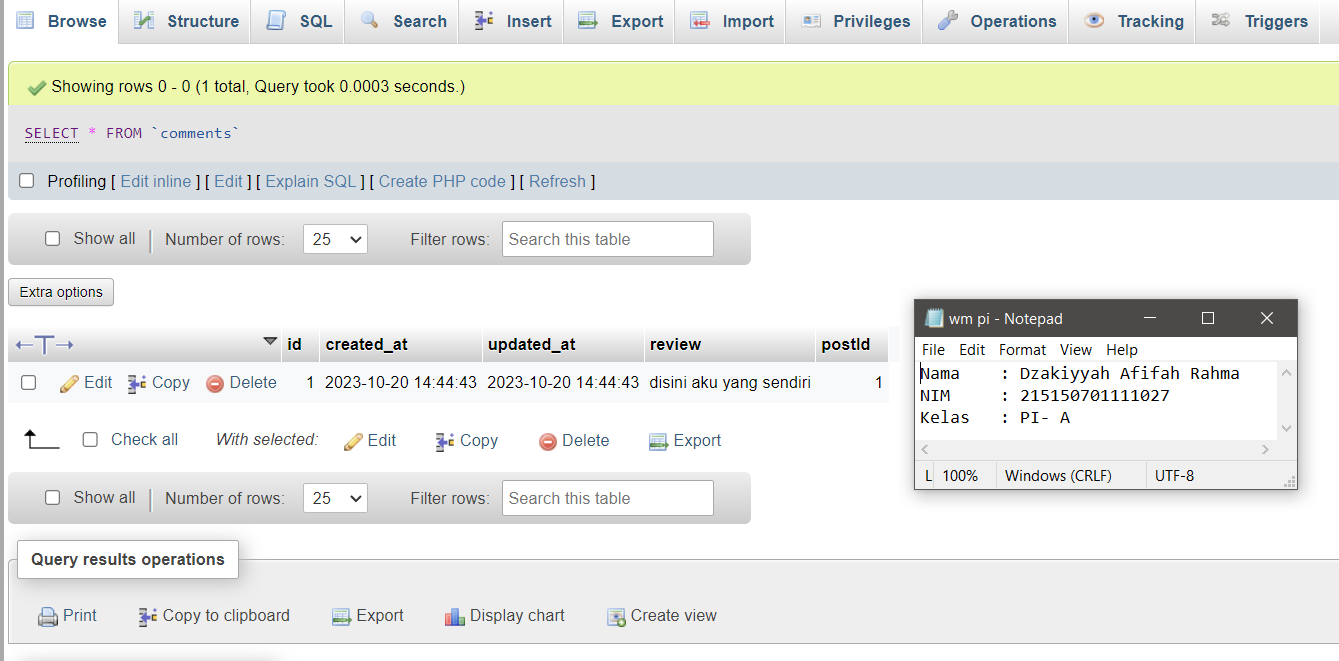 Browse Structure SQL Search Insert Export Import Privileges Operations Tracking Triggers
Showing rows 0 - 0 (1 total, Query took 0.0003 seconds.)
SELECT * FROM `comments`
Profiling [ Edit inline ] [ Edit ] [ Explain SQL ] [ Create PHP code ] [ Refresh ]
Show all Number of rows: 25 Filter rows: Search this table
Extra options
id created_at updated_at review postId
Edit Copy Delete 1 2023-10-20 14:44:43 2023-10-20 14:44:43 disini aku yang sendiri 1
Check all With selected: Edit Copy Delete Export
Show all Number of rows: 25 Filter rows: Search this table
Query results operations
Print Copy to clipboard Export Display chart Create view
wm pi - Notepad
File Edit Format View Help
Nama : Dzakiyyah Afifah Rahma
NIM : 215150701111027
Kelas : PI- A
L 100% Windows (CRLF) UTF-8